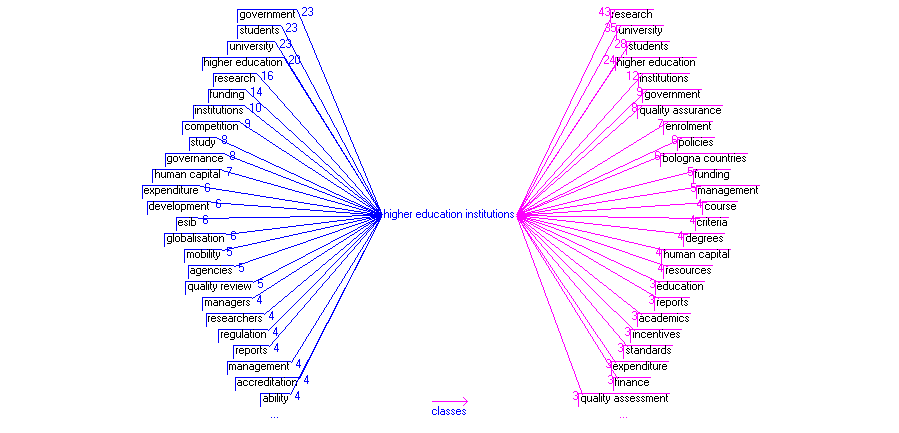 government 23
students 23
university 23
higher education 20
research 16
funding 14
institutions 10
competition 9
study 8
governance 8
human capital 7
expenditure 6
development 6
esib 6
globalisation 6
mobility 5
agencies 5
quality review 5
managers 4
researchers 4
regulation 4
reports 4
management 4
accreditation 4
ability 4
...
higher education institutions
classes
43 research
35 university
28 students
24 higher education
12 institutions
9 government
8 quality assurance
7 enrolment
6 policies
6 bologna countries
5 funding
5 management
4 course
4 criteria
4 degrees
4 human capital
4 resources
3 education
3 reports
3 academics
3 incentives
3 standards
3 expenditure
3 finance
3 quality assessment
...